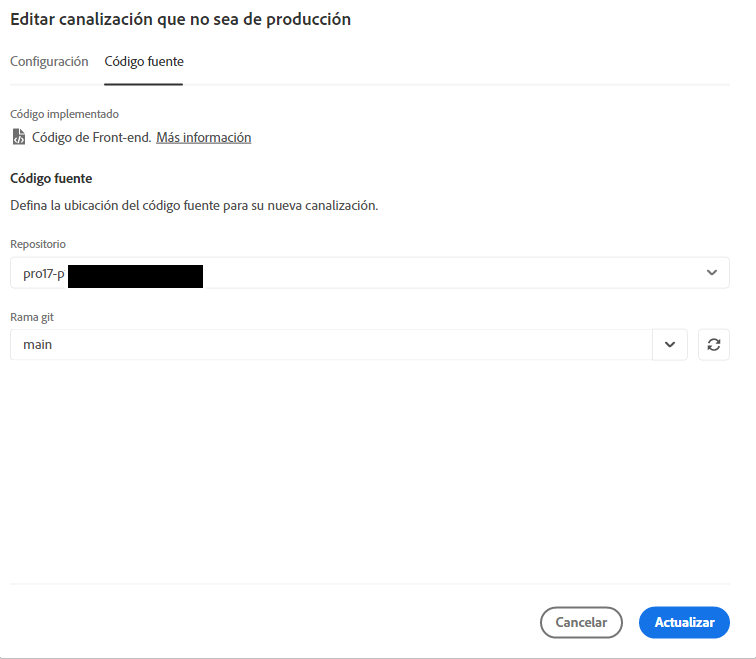 Editar canalización que no sea de producción
Configuración Código fuente
Código implementado
Código de Front-end. Más información
Código fuente
Defina la ubicación del código fuente para su nueva canalización.
Repositorio
pro17-p
Rama git
main
Cancelar Actualizar